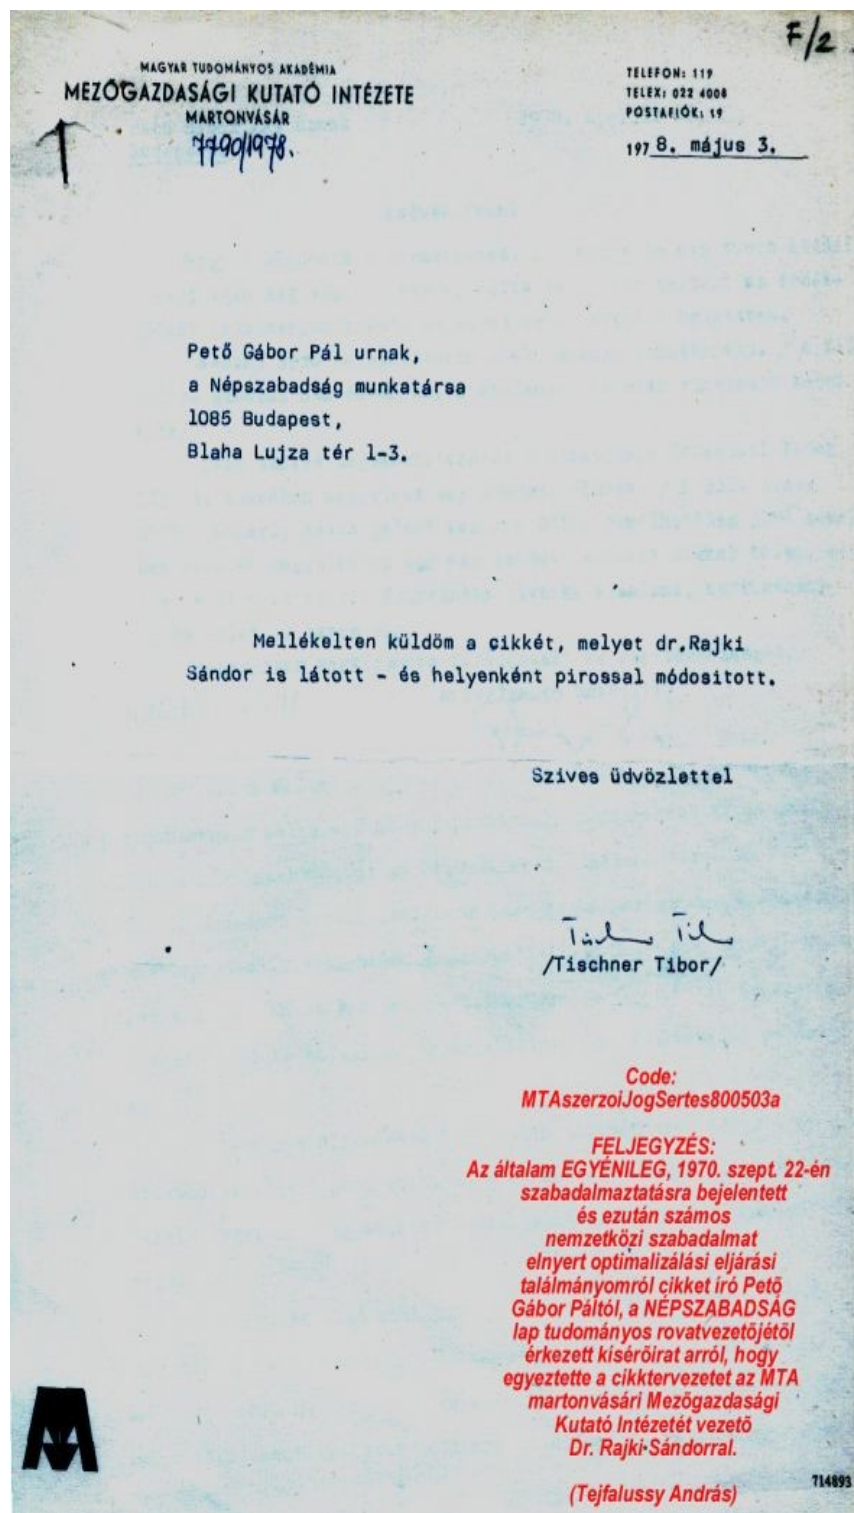 F/2
MAGYAR TUDOMÁNYOS AKADÉMIA
MEZŐGAZDASÁGI KUTATÓ INTÉZETE
MARTONVÁSÁR
7790/1978.
TELEFON: 119
TELEX: 022 4008
POSTAFIÓK: 19
1978. május 3.
Pető Gábor Pál urnak,
a Népszabadság munkatársa
1085 Budapest,
Blaha Lujza tér 1-3.
Mellékelten küldöm a cikkét, melyet dr.Rajki
Sándor is látott - és helyenként pirossal módositott.
Szives üdvözlettel
/Tischner Tibor/
Code:
MTAszerzoiJogSertes800503a
FELJEGYZÉS:
Az általam EGYÉNILEG, 1970. szept. 22-én
szabadalmaztatásra bejelentett
és ezután számos
nemzetközi szabadalmat
elnyert optimalizálási eljárási
találmányomról cikket író Pető
Gábor Páltól, a NÉPSZABADSÁG
lap tudományos rovatvezetőjétől
érkezett kísérőirat arról, hogy
egyeztette a cikktervezetet az MTA
martonvásári Mezőgazdasági
Kutató Intézetét vezető
Dr. Rajki Sándorral.
(Tejfalussy András)
714893